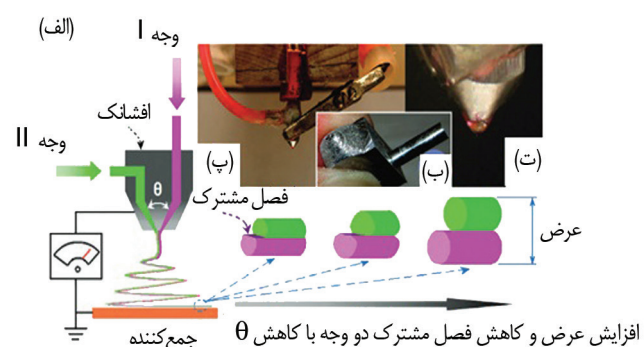 (الف)
وجه I
افشانک
وجه II
θ
(پ)
(ب)
(ت)
فصل مشترک
عرض
0
جمع‌کننده
افزایش عرض و کاهش فصل مشترک دو وجه با کاهش θ